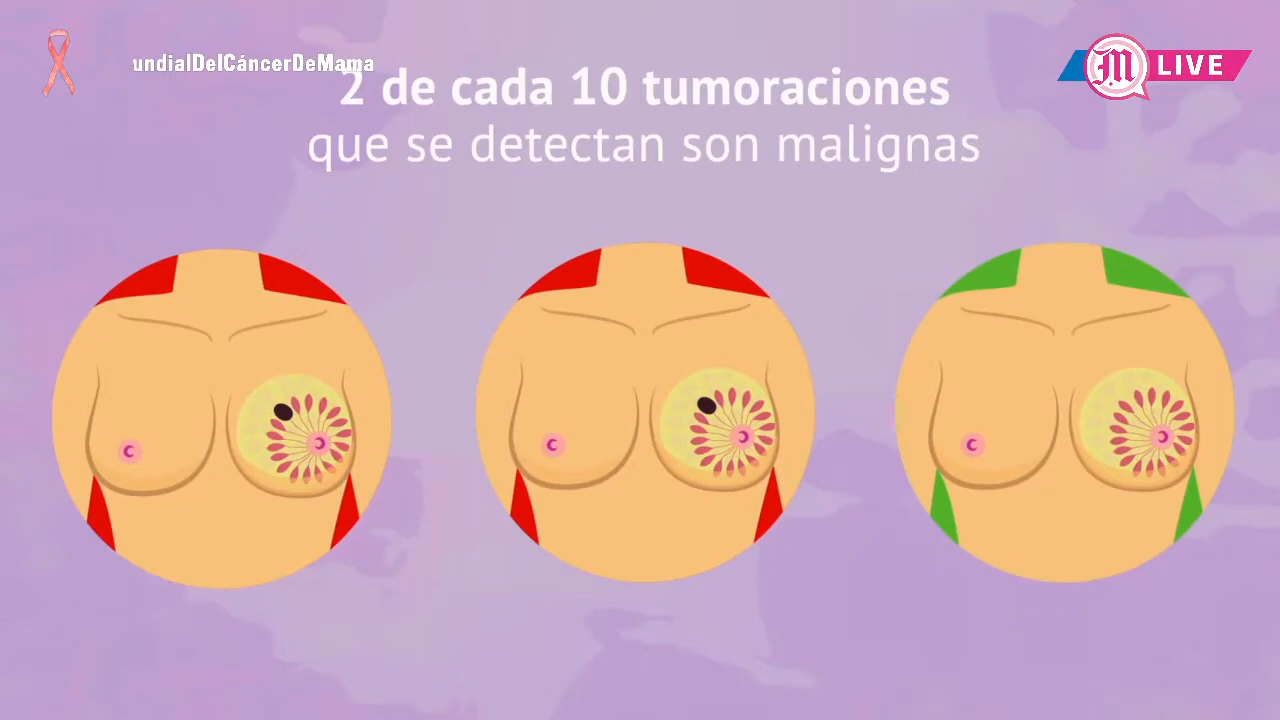 undialDelCáncerDeMama
M LIVE
2 de cada 10 tumoraciones
que se detectan son malignas